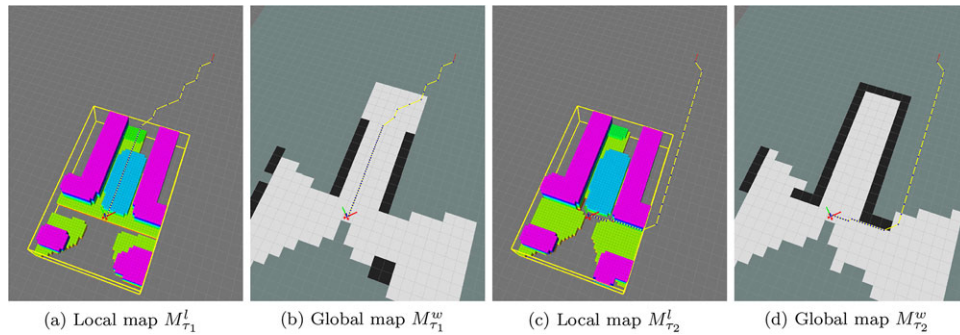 (a) Local map $M^l_{\tau_1}$
(b) Global map $M^w_{\tau_1}$
(c) Local map $M^l_{\tau_2}$
(d) Global map $M^w_{\tau_2}$